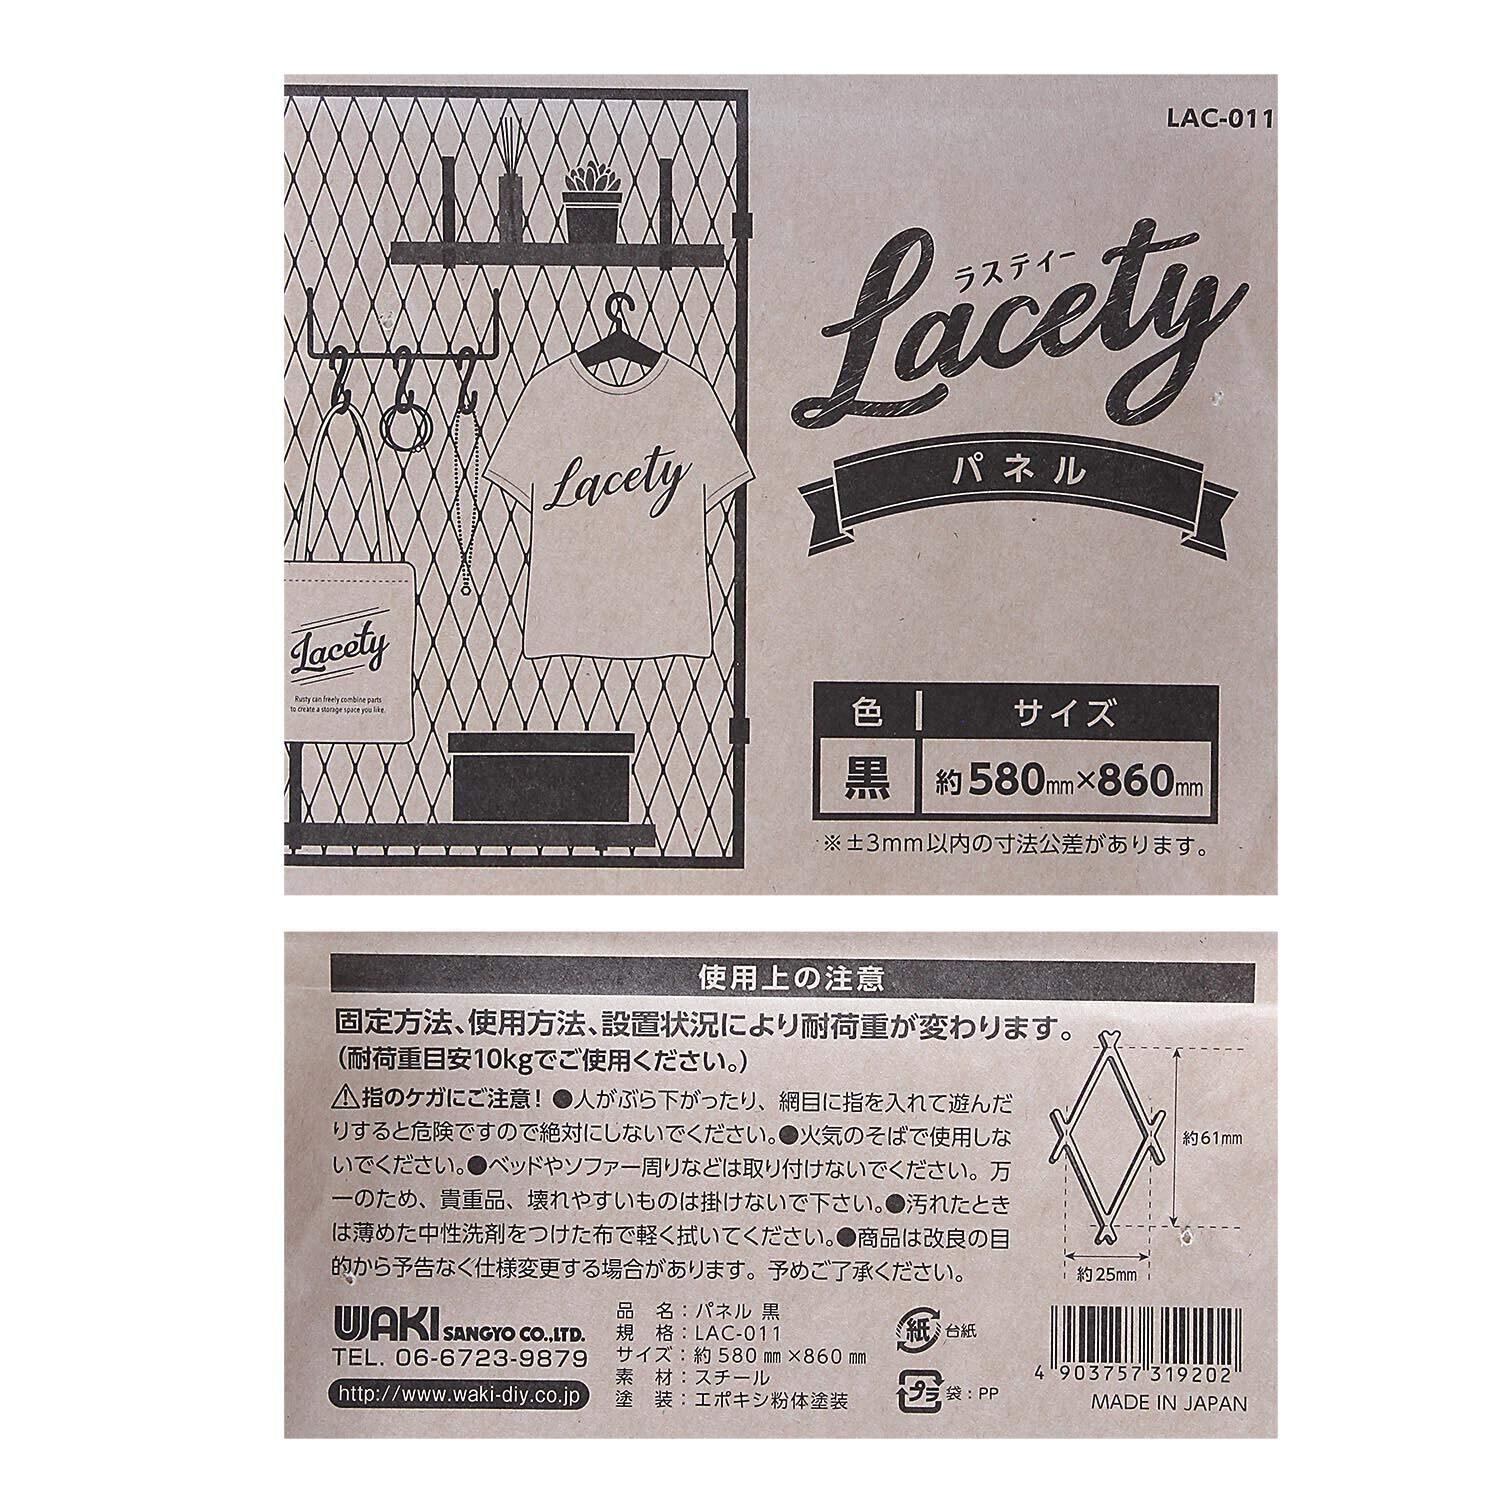 LAC-011
ラスティー
Lacety
パネル
Lacety
Lacety
Rusty can freely combine parts
to create a storage space you like.
色 サイズ
黒 約580mm×860mm
※±3mm以内の寸法公差があります。
使用上の注意
固定方法、使用方法、設置状況により耐荷重が変わります。
(耐荷重目安10kgでご使用ください。)
⚠指のケガにご注意!●人がぶら下がったり、網目に指を入れて遊んだ
りすると危険ですので絶対にしないでください。●火気のそばで使用しな
いでください。●ベッドやソファー周りなどは取り付けないでください。万
一のため、貴重品、壊れやすいものは掛けないで下さい。●汚れたとき
は薄めた中性洗剤をつけた布で軽く拭いてください。●商品は改良の目
的から予告なく仕様変更する場合があります。予めご了承ください。
約61mm
約25mm
WAKI SANGYO CO.,LTD.
TEL. 06-6723-9879
http://www.waki-diy.co.jp
品 名:パネル 黒
規 格:LAC-011
サイズ:約580㎜×860㎜
素 材:スチール
塗 装:エポキシ粉体塗装
紙 台紙
プラ 袋:PP
4 903757 319202
MADE IN JAPAN